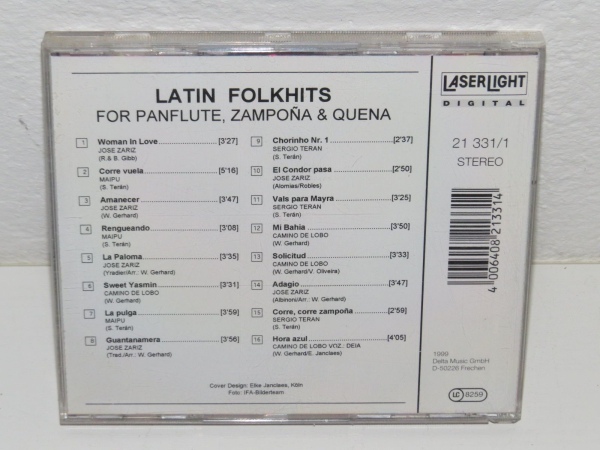 LATIN FOLKHITS
FOR PANFLUTE, ZAMPOÑA & QUENA
1 Woman In Love [3'27]
JOSE ZARIZ
(R.& B. Gibb)
2 Corre vuela [5'16]
MAIPU
(S. Terán)
3 Amanecer [3'47]
JOSE ZARIZ
(W. Gerhard)
4 Rengueando [3'08]
MAIPU
(S. Terán)
5 La Paloma [3'35]
JOSE ZARIZ
(Yradier/Arr.: W. Gerhard)
6 Sweet Yasmin [3'31]
CAMINO DE LOBO
(W. Gerhard)
7 La pulga [3'59]
MAIPU
(S. Terán)
8 Guantanamera [3'56]
JOSE ZARIZ
(Trad./Arr.: W. Gerhard)
9 Chorinho Nr. 1 [2'37]
SERGIO TERAN
(S. Terán)
10 El Condor pasa [2'50]
JOSE ZARIZ
(Alomias/Robles)
11 Vals para Mayra [3'25]
SERGIO TERAN
(S. Terán)
12 Mi Bahia [3'50]
CAMINO DE LOBO
(W. Gerhard)
13 Solicitud [3'33]
CAMINO DE LOBO
(W. Gerhard/V. Oliveira)
14 Adagio [3'47]
JOSE ZARIZ
(Albinoni/Arr.: W. Gerhard)
15 Corre, corre zampoña [2'59]
SERGIO TERAN
(S. Terán)
16 Hora azul [4'05]
CAMINO DE LOBO VOZ.: DEIA
(W. Gerhard/E. Janclaes)
Cover Design: Elke Janclaes, Köln
Foto: IFA-Bilderteam
LASERLIGHT
DIGITAL
21 331/1
STEREO
4 006408 213314
1999
Delta Music GmbH
D-50226 Frechen
LC 8259